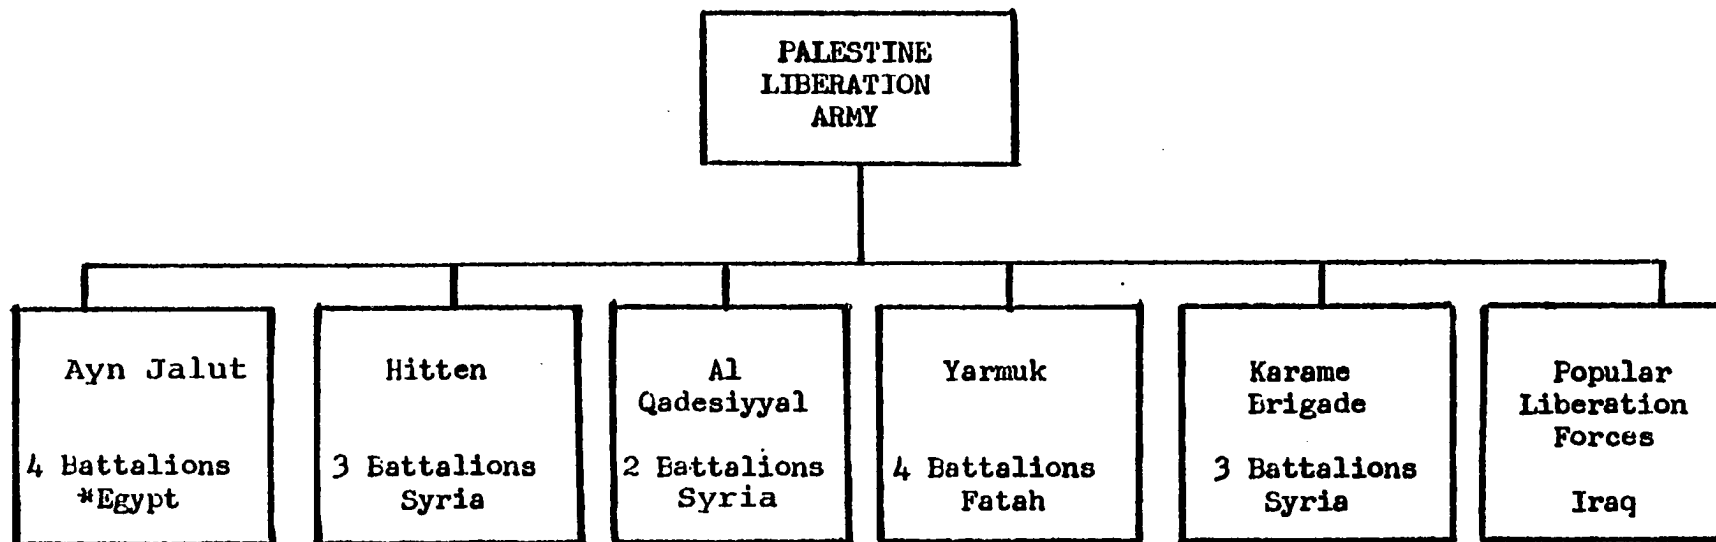 PALESTINE
LIBERATION
ARMY
Ayn Jalut
4 Battalions
*Egypt
Hitten
3 Battalions
Syria
Al
Qadesiyyal
2 Battalions
Syria
Yarmuk
4 Battalions
Fatah
Karame
Brigade
3 Battalions
Syria
Popular
Liberation
Forces
Iraq